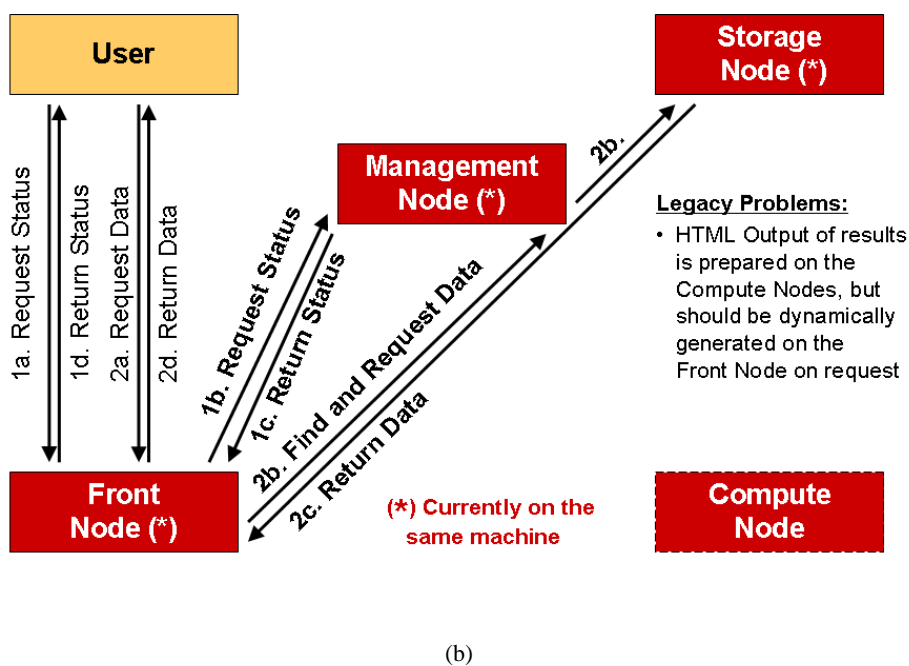 User
Storage
Node (*)
Management
Node (*)
2b.
1a. Request Status
1d. Return Status
2a. Request Data
2d. Return Data
1b. Request Status
1c. Return Status
2b. Find and Request Data
2c. Return Data
Legacy Problems:
• HTML Output of results
is prepared on the
Compute Nodes, but
should be dynamically
generated on the
Front Node on request
Front
Node (*)
(*) Currently on the
same machine
Compute
Node
(b)